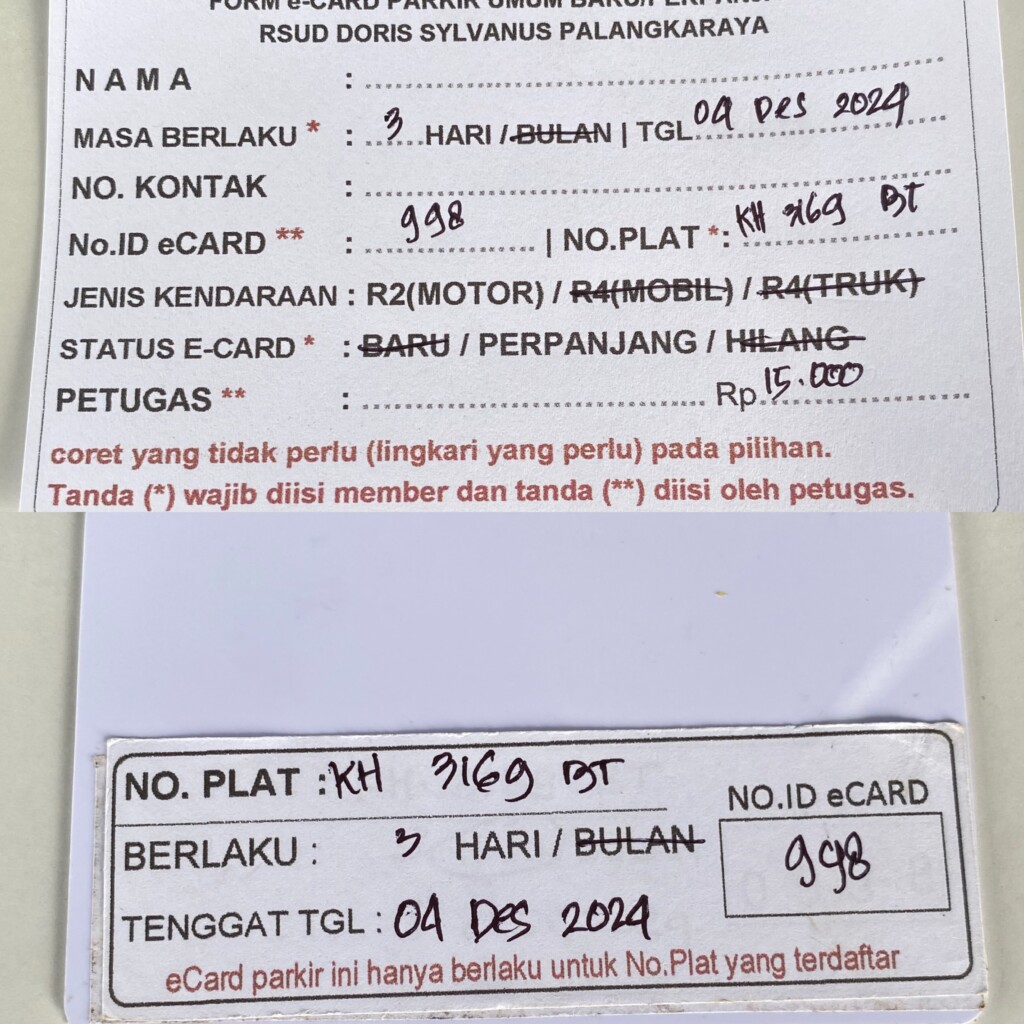 FORM e-CARD PARKIR UMUM
RSUD DORIS SYLVANUS PALANGKARAYA
N A M A :
MASA BERLAKU * : 3 HARI / BULAN | TGL 04 Des 2024
NO. KONTAK :
No.ID eCARD ** : 998 | NO.PLAT *: KH 3169 BT
JENIS KENDARAAN : R2(MOTOR) / R4(MOBIL) / R4(TRUK)
STATUS E-CARD * : BARU / PERPANJANG / HILANG
PETUGAS ** : Rp 15.000
coret yang tidak perlu (lingkari yang perlu) pada pilihan.
Tanda (*) wajib diisi member dan tanda (**) diisi oleh petugas.
NO. PLAT : KH 3169 BT
NO.ID eCARD
BERLAKU : 3 HARI / BULAN
998
TENGGAT TGL : 04 Des 2024
eCard parkir ini hanya berlaku untuk No.Plat yang terdaftar